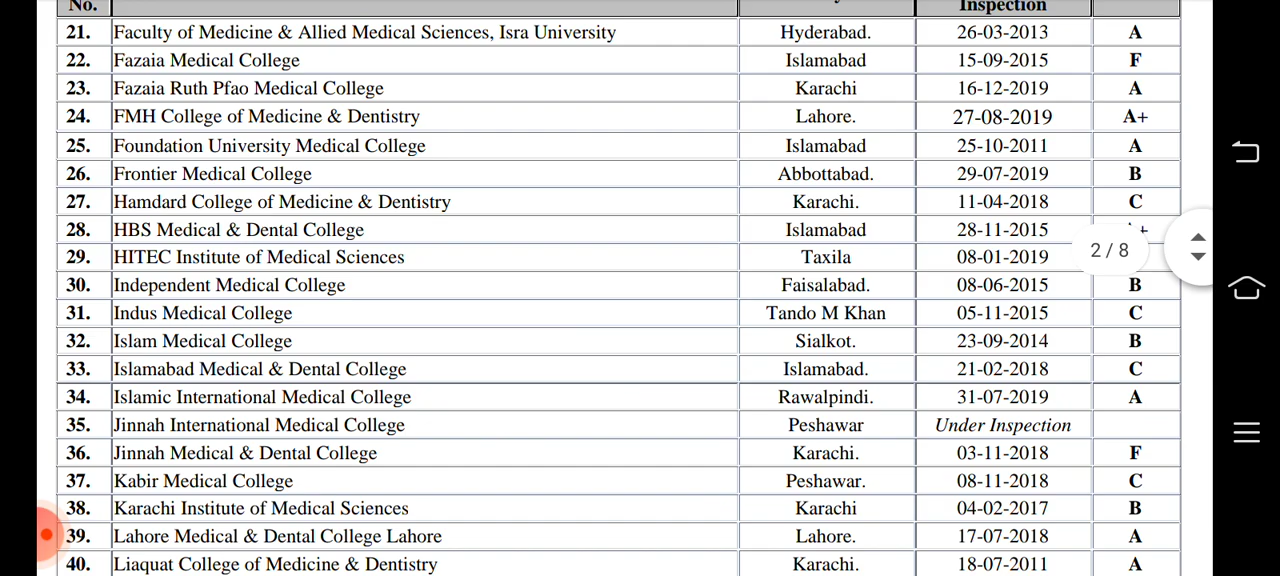 No. Inspection
21. Faculty of Medicine & Allied Medical Sciences, Isra University Hyderabad. 26-03-2013 A
22. Fazaia Medical College Islamabad 15-09-2015 F
23. Fazaia Ruth Pfao Medical College Karachi 16-12-2019 A
24. FMH College of Medicine & Dentistry Lahore. 27-08-2019 A+
25. Foundation University Medical College Islamabad 25-10-2011 A
26. Frontier Medical College Abbottabad. 29-07-2019 B
27. Hamdard College of Medicine & Dentistry Karachi. 11-04-2018 C
28. HBS Medical & Dental College Islamabad 28-11-2015
29. HITEC Institute of Medical Sciences Taxila 08-01-2019 2 / 8
30. Independent Medical College Faisalabad. 08-06-2015 B
31. Indus Medical College Tando M Khan 05-11-2015 C
32. Islam Medical College Sialkot. 23-09-2014 B
33. Islamabad Medical & Dental College Islamabad. 21-02-2018 C
34. Islamic International Medical College Rawalpindi. 31-07-2019 A
35. Jinnah International Medical College Peshawar Under Inspection
36. Jinnah Medical & Dental College Karachi. 03-11-2018 F
37. Kabir Medical College Peshawar. 08-11-2018 C
38. Karachi Institute of Medical Sciences Karachi 04-02-2017 B
39. Lahore Medical & Dental College Lahore Lahore. 17-07-2018 A
40. Liaquat College of Medicine & Dentistry Karachi. 18-07-2011 A